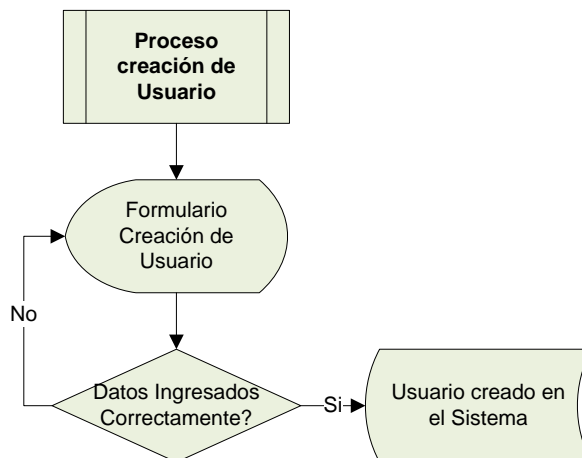 Proceso
creación de
Usuario
Formulario
Creación de
Usuario
No
Datos Ingresados
Correctamente?
Si
Usuario creado en
el Sistema